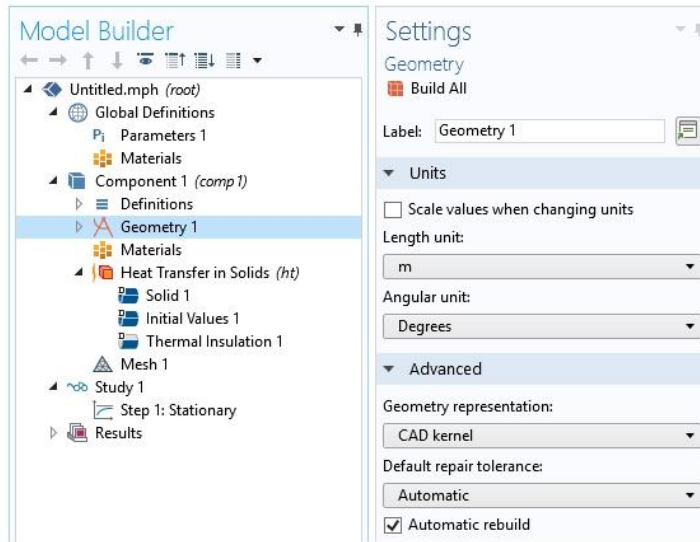 Model Builder
Untitled.mph (root)
Global Definitions
Pi Parameters 1
Materials
Component 1 (comp1)
Definitions
Geometry 1
Materials
Heat Transfer in Solids (ht)
Solid 1
Initial Values 1
Thermal Insulation 1
Mesh 1
Study 1
Step 1: Stationary
Results
Settings
Geometry
Build All
Label: Geometry 1
Units
Scale values when changing units
Length unit:
m
Angular unit:
Degrees
Advanced
Geometry representation:
CAD kernel
Default repair tolerance:
Automatic
Automatic rebuild